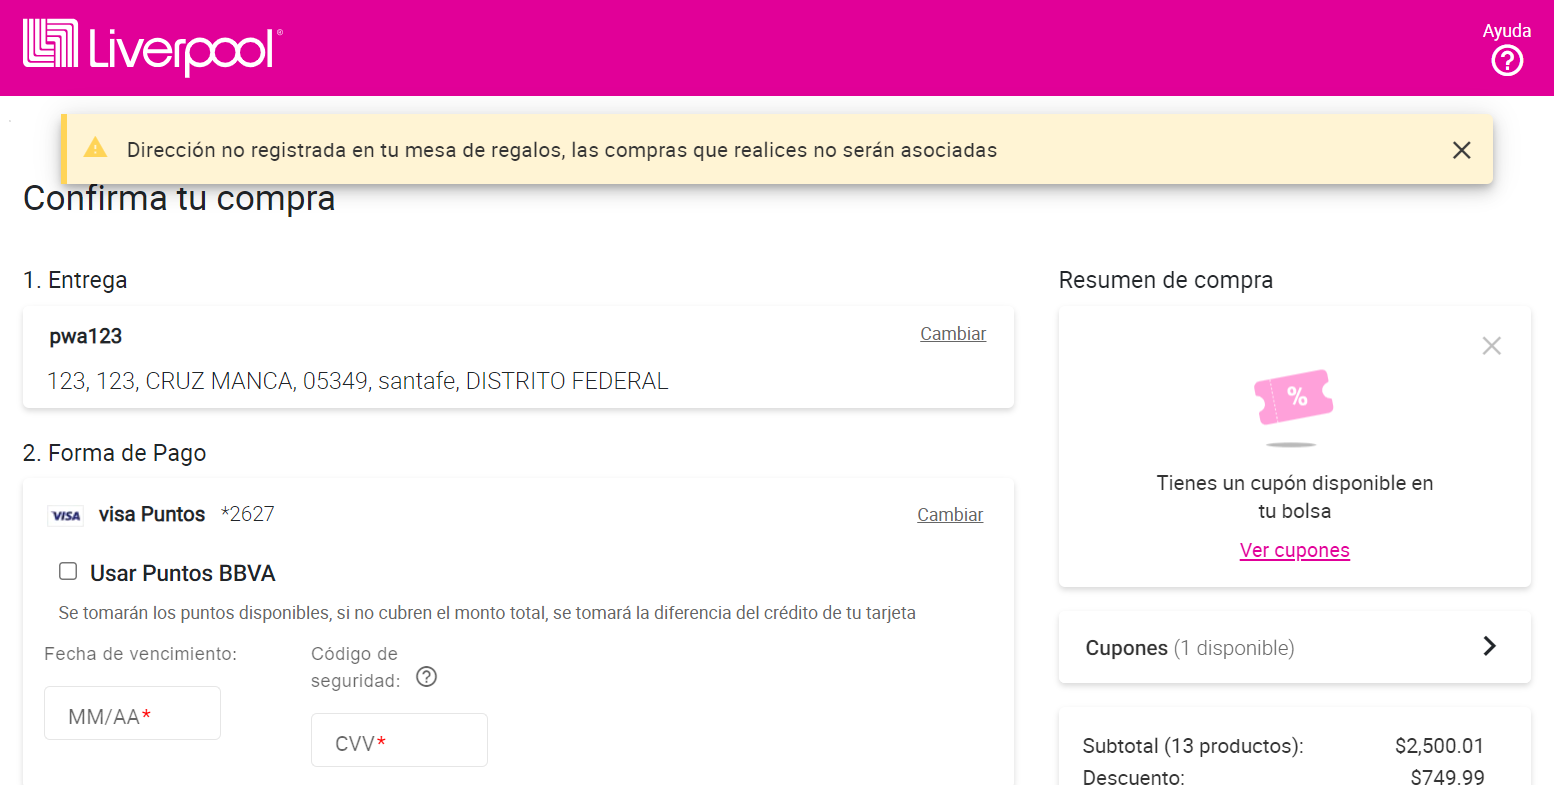 Liverpool®
Ayuda
Dirección no registrada en tu mesa de regalos, las compras que realices no serán asociadas
Confirma tu compra
1. Entrega
pwa123
Cambiar
123, 123, CRUZ MANCA, 05349, santafe, DISTRITO FEDERAL
2. Forma de Pago
VISA visa Puntos *2627
Cambiar
Usar Puntos BBVA
Se tomarán los puntos disponibles, si no cubren el monto total, se tomará la diferencia del crédito de tu tarjeta
Fecha de vencimiento:
MM/AA*
Código de
seguridad: ?
CVV*
Resumen de compra
%
Tienes un cupón disponible en
tu bolsa
Ver cupones
Cupones (1 disponible)
Subtotal (13 productos): $2,500.01
Descuento: $749.99